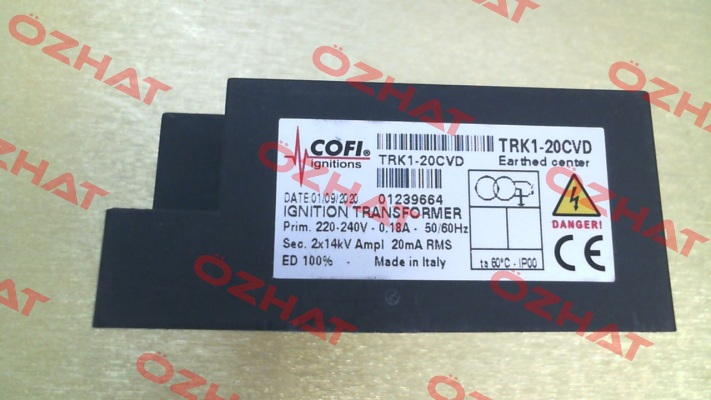 COFI®
ignitions
TRK1-20CVD
TRK1-20CVD
Earthed center
DATE:01/09/2020 01239664
IGNITION TRANSFORMER
Prim. 220-240V - 0,18A - 50/60Hz
Sec. 2x14kV Ampl 20mA RMS
ED 100% - Made in Italy
ta 60°C - IP00
DANGER!
CE
ÖZHAT
ÖZHAT
ÖZHAT
ÖZHAT
ÖZHAT
ÖZHAT
ÖZHAT
ÖZHAT
ÖZHAT